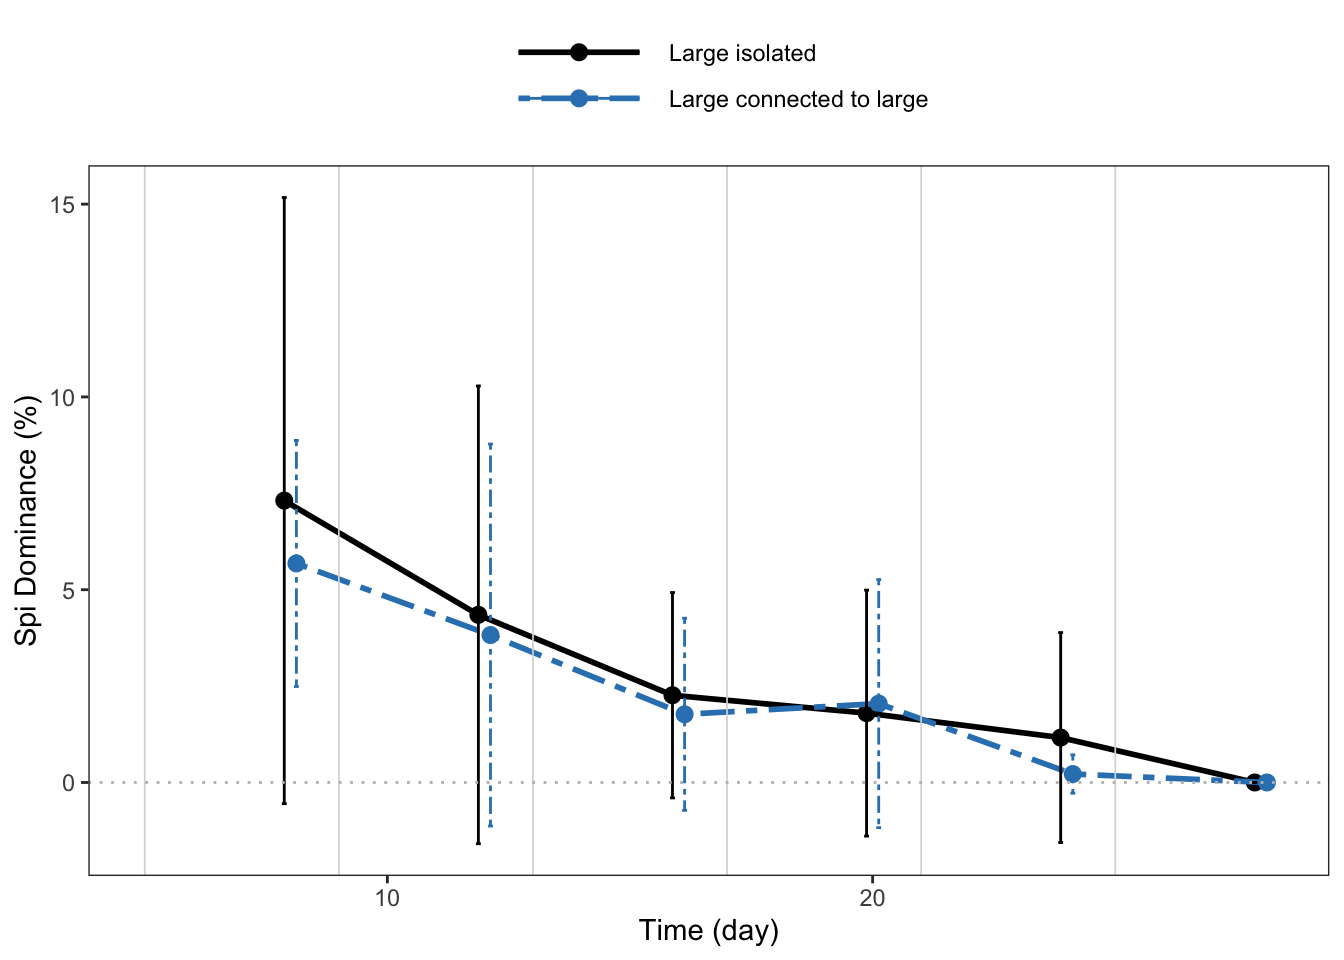 Large isolated
Large connected to large
15
10
5
0
Spi Dominance (%)
10 20
Time (day)